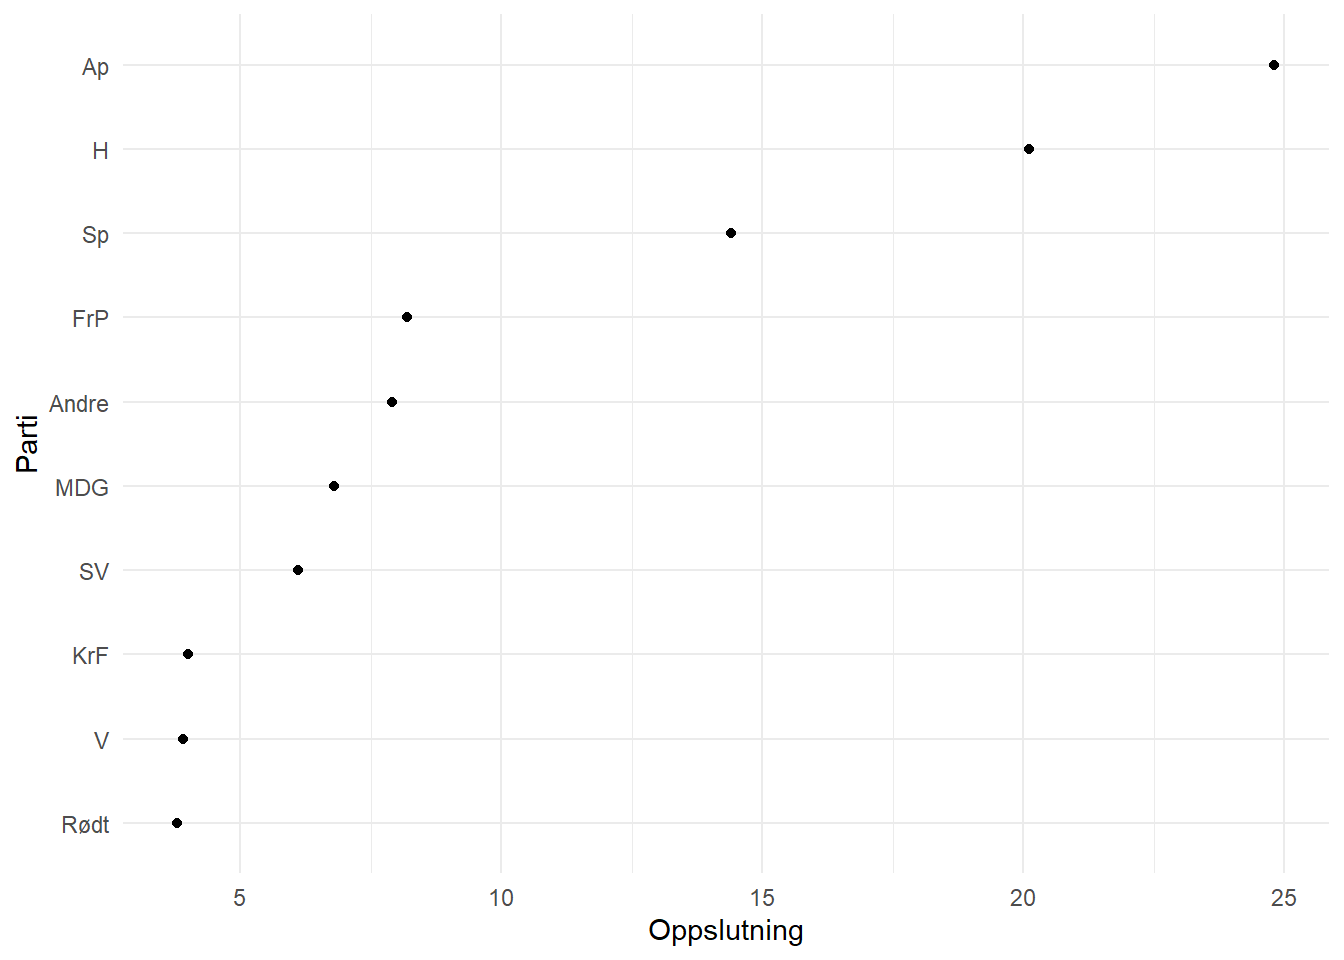 Ap
H
Sp
FrP
Andre
MDG
SV
KrF
V
Rødt
Parti
5 10 15 20 25
Oppslutning